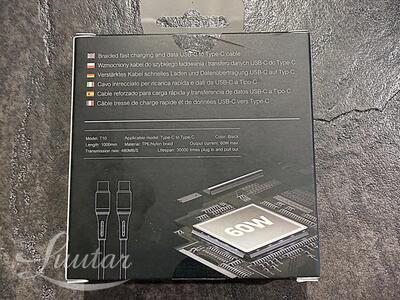 Braided fast charging and data USB-C to Type-C cable
Wzmocniony kabel do szybkiego ładowania i transferu danych USB-C do Type-C
Verstärktes Kabel schnelles Laden und Datenübertragung USB-C auf Typ-C
Cavo intrecciato per ricarica rapida e dati da USB-C a Tipo-C
Cable reforzado para carga rápida y transferencia de datos USB-C a Tipo-C
Câble tressé de charge rapide et de données USB-C vers Type-C
Model: T10 Applicable model: Type-C to Type-C Color: Black
Length: 1000mm Material: TPE/Nylon braid Output current: 60W max
Transmission rate: 480MB/S Lifespan: 30000 times plug in and pull out
60W
Luutar